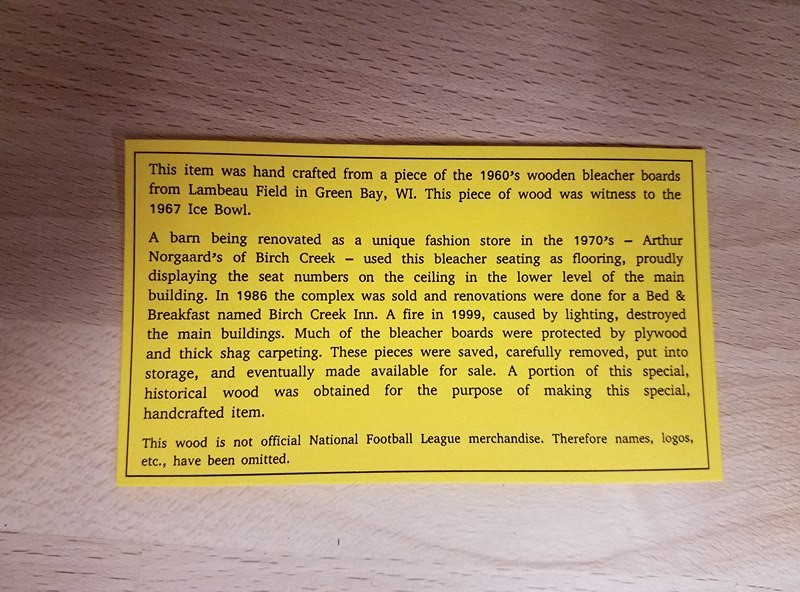 This item was hand crafted from a piece of the 1960's wooden bleacher boards
from Lambeau Field in Green Bay, WI. This piece of wood was witness to the
1967 Ice Bowl.
A barn being renovated as a unique fashion store in the 1970's – Arthur
Norgaard's of Birch Creek – used this bleacher seating as flooring, proudly
displaying the seat numbers on the ceiling in the lower level of the main
building. In 1986 the complex was sold and renovations were done for a Bed &
Breakfast named Birch Creek Inn. A fire in 1999, caused by lighting, destroyed
the main buildings. Much of the bleacher boards were protected by plywood
and thick shag carpeting. These pieces were saved, carefully removed, put into
storage, and eventually made available for sale. A portion of this special,
historical wood was obtained for the purpose of making this special,
handcrafted item.
This wood is not official National Football League merchandise. Therefore names, logos,
etc., have been omitted.